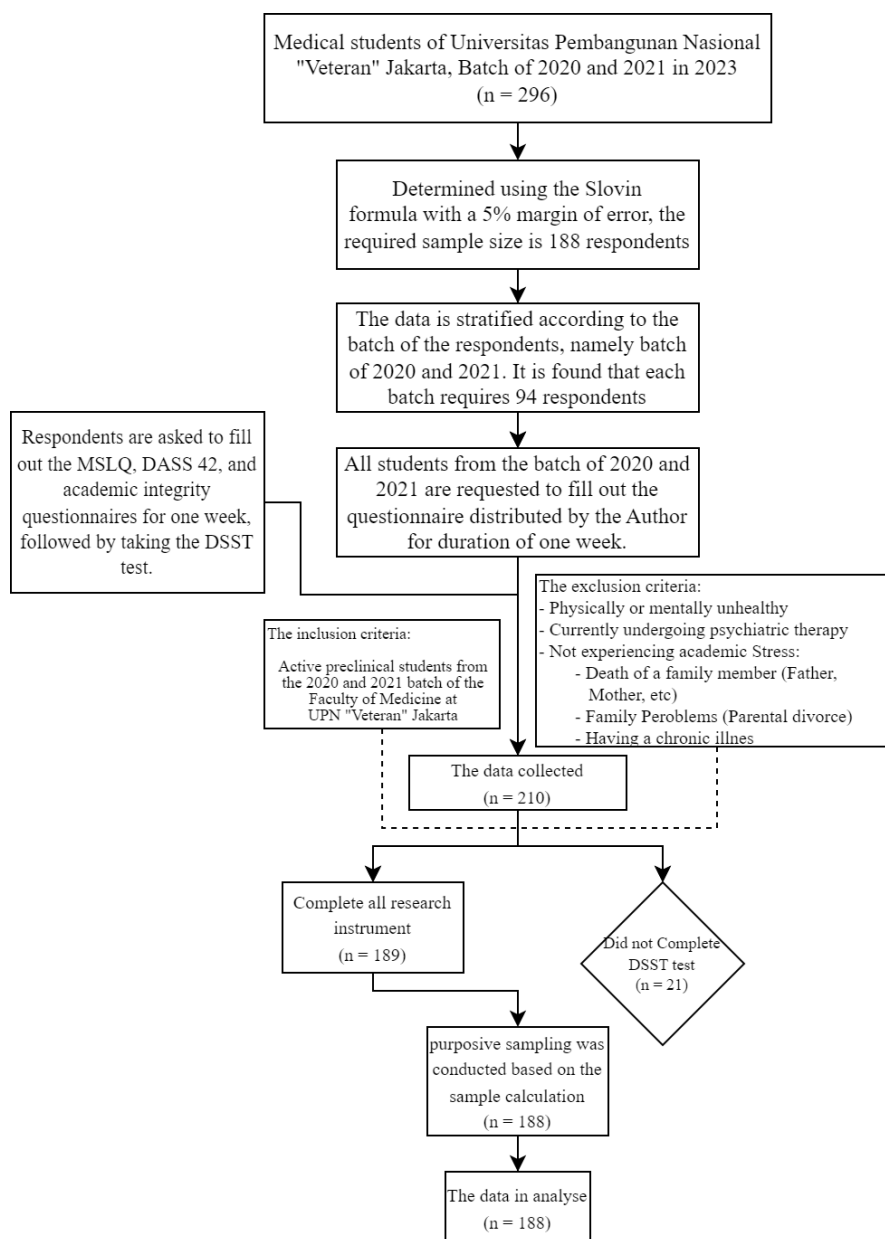 Medical students of Universitas Pembangunan Nasional
"Veteran" Jakarta, Batch of 2020 and 2021 in 2023
(n = 296)
Determined using the Slovin
formula with a 5% margin of error, the
required sample size is 188 respondents
The data is stratified according to the
batch of the respondents, namely batch
of 2020 and 2021. It is found that each
batch requires 94 respondents
Respondents are asked to fill
out the MSLQ, DASS 42, and
academic integrity
questionnaires for one week,
followed by taking the DSST
test.
All students from the batch of 2020 and
2021 are requested to fill out the
questionnaire distributed by the Author
for duration of one week.
The exclusion criteria:
- Physically or mentally unhealthy
- Currently undergoing psychiatric therapy
- Not experiencing academic Stress:
- Death of a family member (Father,
Mother, etc)
- Family Peroblems (Parental divorce)
- Having a chronic illnes
The inclusion criteria:
Active preclinical students from
the 2020 and 2021 batch of the
Faculty of Medicine at
UPN "Veteran" Jakarta
The data collected
(n = 210)
Complete all research
instrument
(n = 189)
Did not Complete
DSST test
(n = 21)
purposive sampling was
conducted based on the
sample calculation
(n = 188)
The data in analyse
(n = 188)